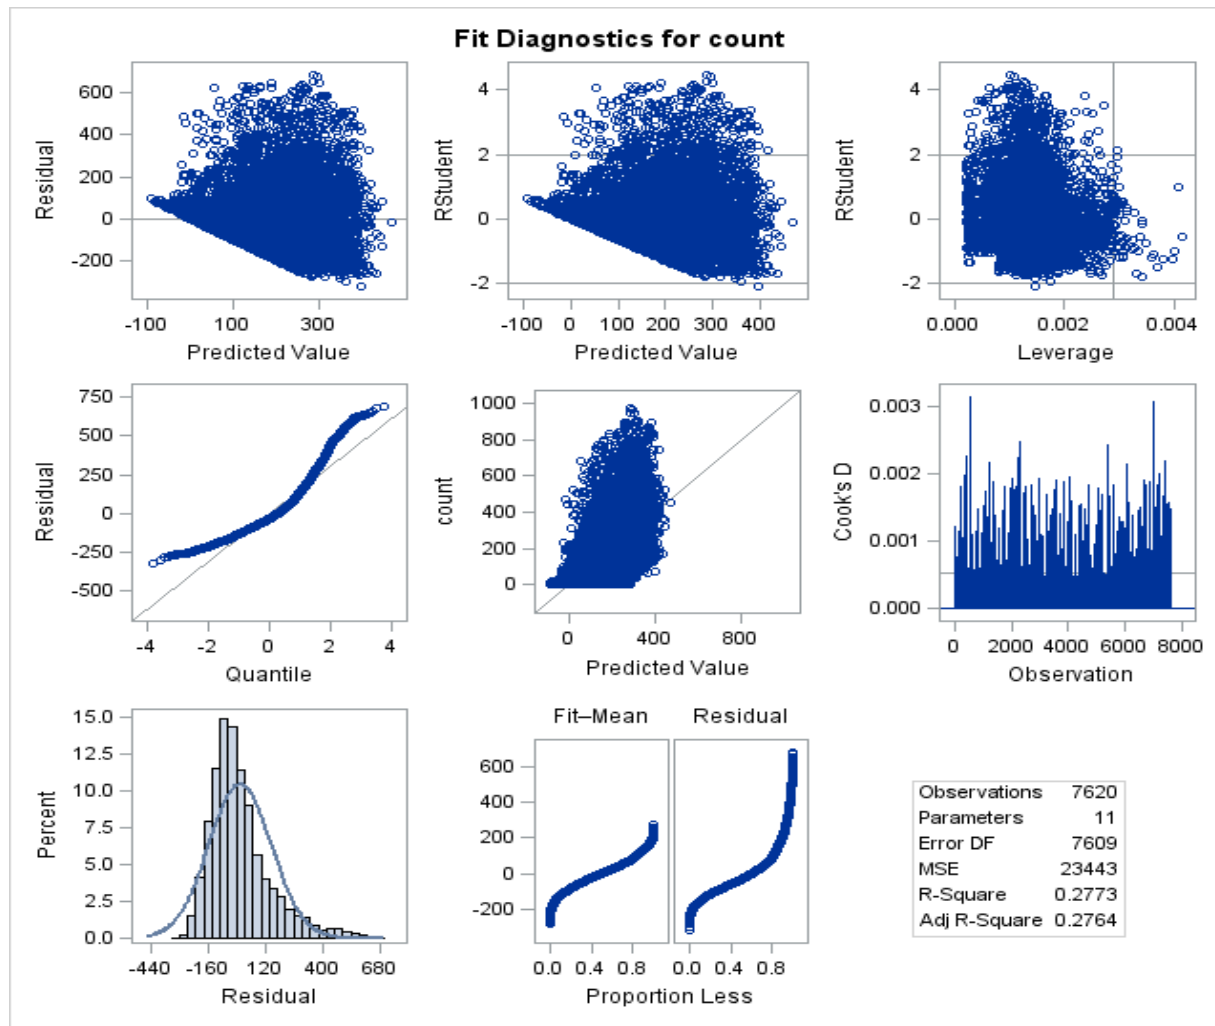 Fit Diagnostics for count
Residual
600
400
200
0
-200
-100 100 300
Predicted Value
RStudent
4
2
0
-2
-100 0 100 200 300 400
Predicted Value
RStudent
4
2
0
-2
0.000 0.002 0.004
Leverage
Residual
750
500
250
0
-250
-500
-4 -2 0 2 4
Quantile
count
1000
800
600
400
200
0
0 400 800
Predicted Value
Cook's D
0.003
0.002
0.001
0.000
0 2000 4000 6000 8000
Observation
Percent
15.0
12.5
10.0
7.5
5.0
2.5
0.0
-440 -160 120 400 680
Residual
Fit–Mean Residual
600
400
200
0
-200
0.0 0.4 0.8 0.0 0.4 0.8
Proportion Less
Observations 7620
Parameters 11
Error DF 7609
MSE 23443
R-Square 0.2773
Adj R-Square 0.2764